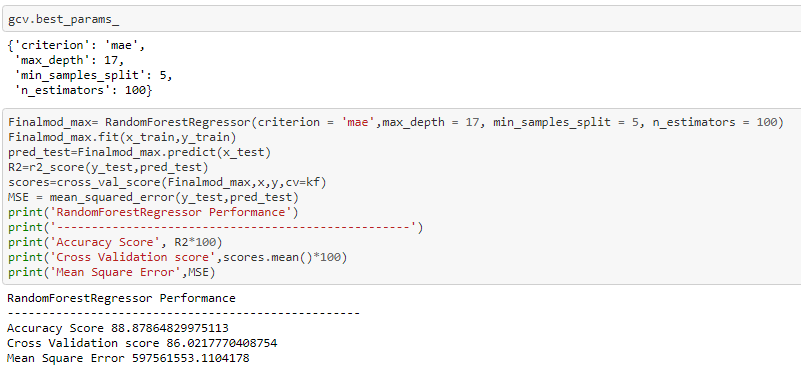 gcv.best_params_
{'criterion': 'mae',
 'max_depth': 17,
 'min_samples_split': 5,
 'n_estimators': 100}
Finalmod_max= RandomForestRegressor(criterion = 'mae',max_depth = 17, min_samples_split = 5, n_estimators = 100)
Finalmod_max.fit(x_train,y_train)
pred_test=Finalmod_max.predict(x_test)
R2=r2_score(y_test,pred_test)
scores=cross_val_score(Finalmod_max,x,y,cv=kf)
MSE = mean_squared_error(y_test,pred_test)
print('RandomForestRegressor Performance')
print('--------------------------------------------------')
print('Accuracy Score', R2*100)
print('Cross Validation score',scores.mean()*100)
print('Mean Square Error',MSE)
RandomForestRegressor Performance
--------------------------------------------------
Accuracy Score 88.87864829975113
Cross Validation score 86.0217770408754
Mean Square Error 597561553.1104178